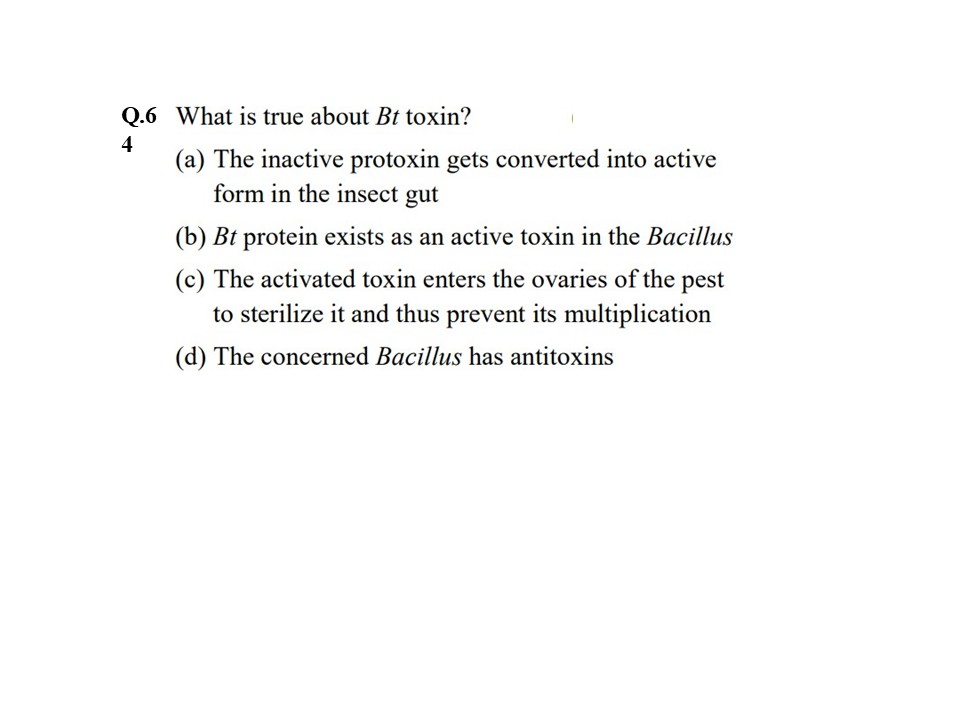 Q.6 What is true about Bt toxin?
4
(a) The inactive protoxin gets converted into active
form in the insect gut
(b) Bt protein exists as an active toxin in the Bacillus
(c) The activated toxin enters the ovaries of the pest
to sterilize it and thus prevent its multiplication
(d) The concerned Bacillus has antitoxins